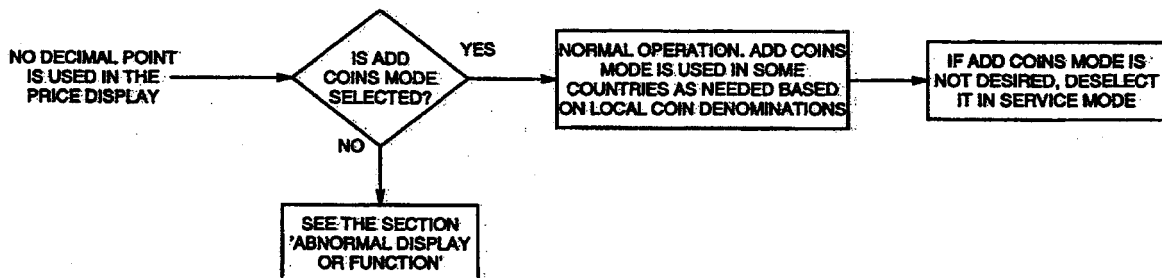 NO DECIMAL POINT
IS USED IN THE
PRICE DISPLAY
IS ADD
COINS MODE
SELECTED?
YES
NORMAL OPERATION. ADD COINS
MODE IS USED IN SOME
COUNTRIES AS NEEDED BASED
ON LOCAL COIN DENOMINATIONS
IF ADD COINS MODE IS
NOT DESIRED, DESELECT
IT IN SERVICE MODE
NO
SEE THE SECTION
'ABNORMAL DISPLAY
OR FUNCTION'